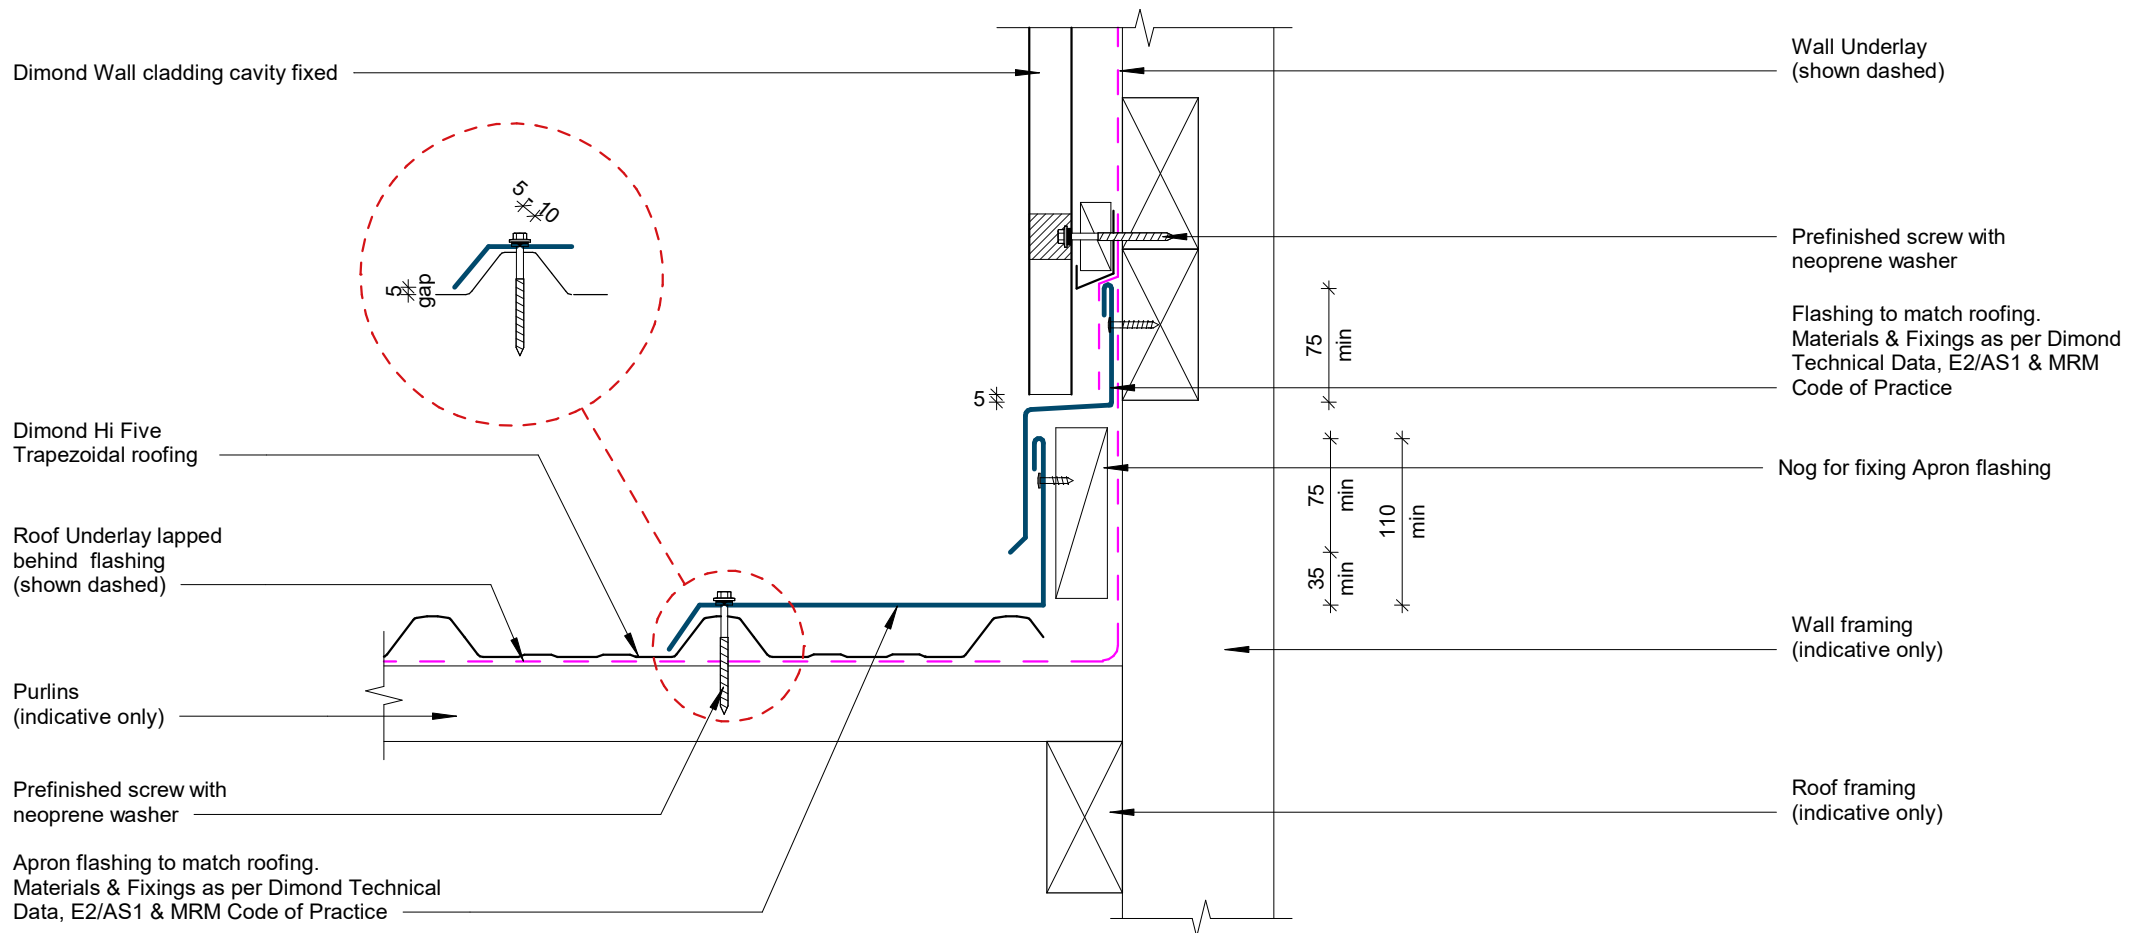 Dimond Wall cladding cavity fixed
5
10
5
gap
Dimond Hi Five
Trapezoidal roofing
Roof Underlay lapped
behind flashing
(shown dashed)
Purlins
(indicative only)
Prefinished screw with
neoprene washer
Apron flashing to match roofing.
Materials & Fixings as per Dimond Technical
Data, E2/AS1 & MRM Code of Practice
5
75
min
75
min
35
min
110
min
Wall Underlay
(shown dashed)
Prefinished screw with
neoprene washer
Flashing to match roofing.
Materials & Fixings as per Dimond
Technical Data, E2/AS1 & MRM
Code of Practice
Nog for fixing Apron flashing
Wall framing
(indicative only)
Roof framing
(indicative only)